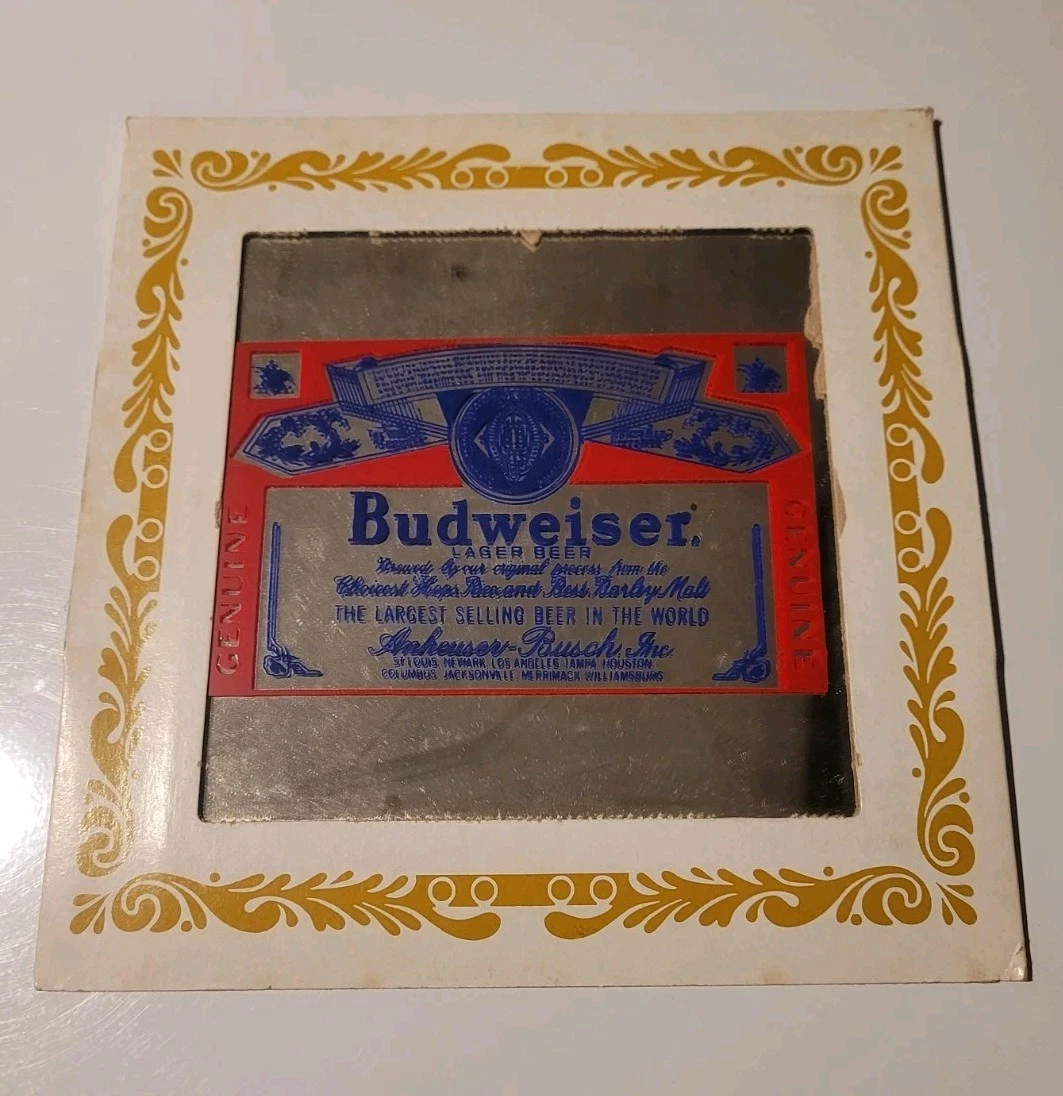 Budweiser®
LAGER BEER
Brewed by our original process from the
Choicest Hops, Rice and Best Barley Malt
THE LARGEST SELLING BEER IN THE WORLD
Anheuser-Busch, Inc.
ST LOUIS NEWARK LOS ANGELES TAMPA HOUSTON
COLUMBUS JACKSONVILLE MERRIMACK WILLIAMSBURG
GENUINE
GENUINE